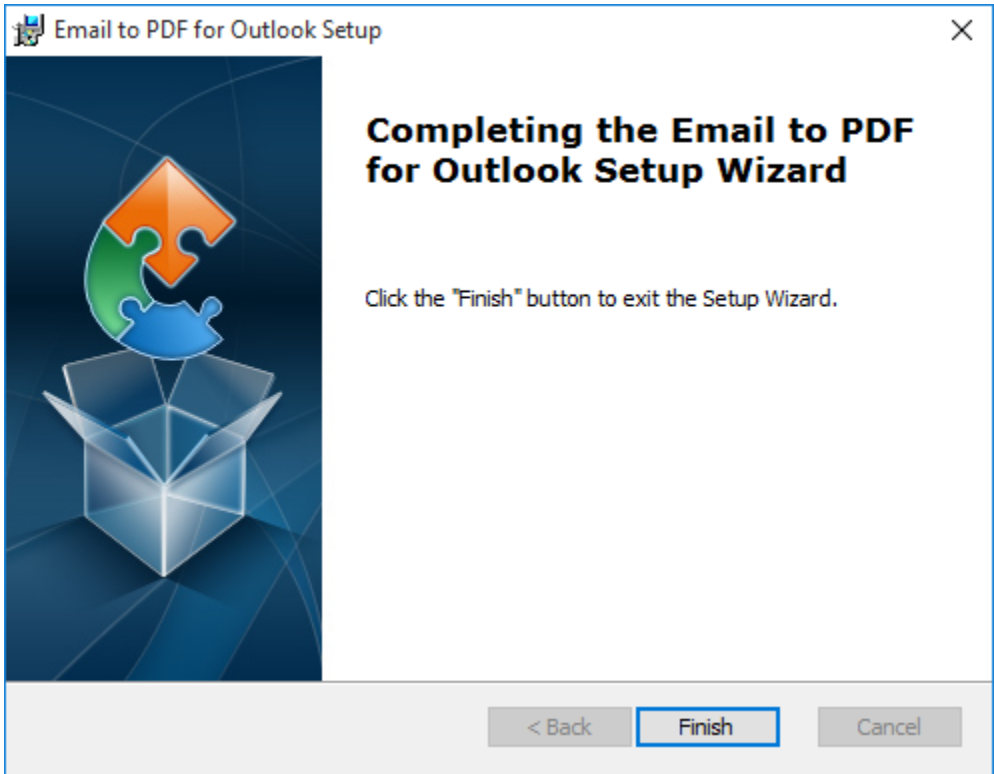 Email to PDF for Outlook Setup
Completing the Email to PDF
for Outlook Setup Wizard
Click the "Finish" button to exit the Setup Wizard.
< Back
Finish
Cancel